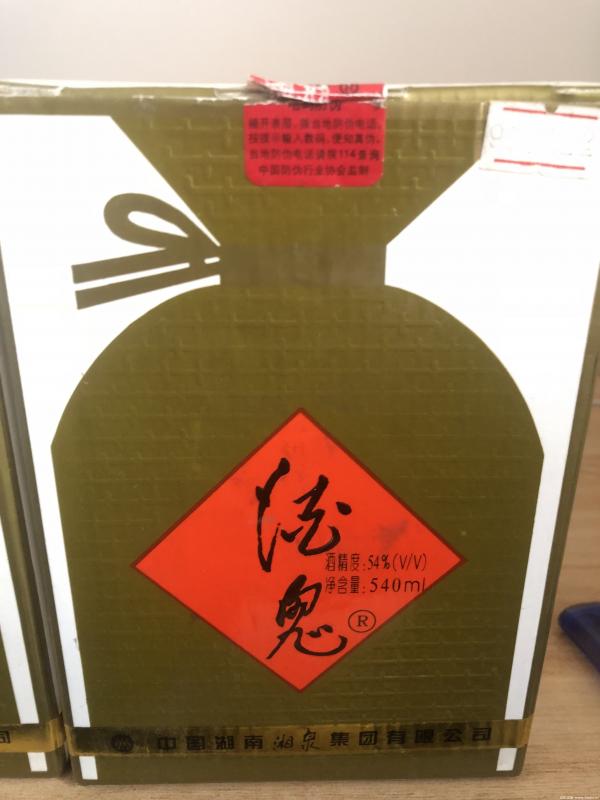 揭开表层，拨当地防伪电话，
按提示输入数码，便知真伪。
当地防伪电话请拨114查询
中国防伪行业协会监制
酒鬼®
酒精度:54%(V/V)
净含量:540ml
中国湖南湘泉集团有限公司
司